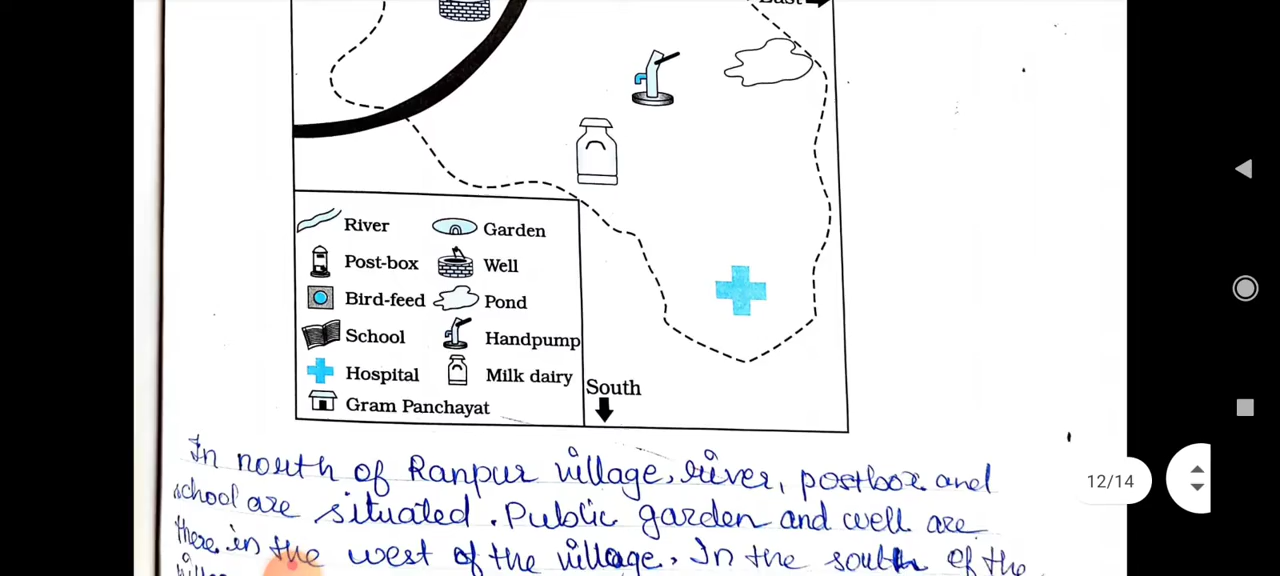 East
River Garden
Post-box Well
Bird-feed Pond
School Handpump
Hospital Milk dairy
Gram Panchayat
South
In north of Ranpur village, river, postbox and
school are situated. Public garden and well are
there in the west of the village. In the south of the
12/14